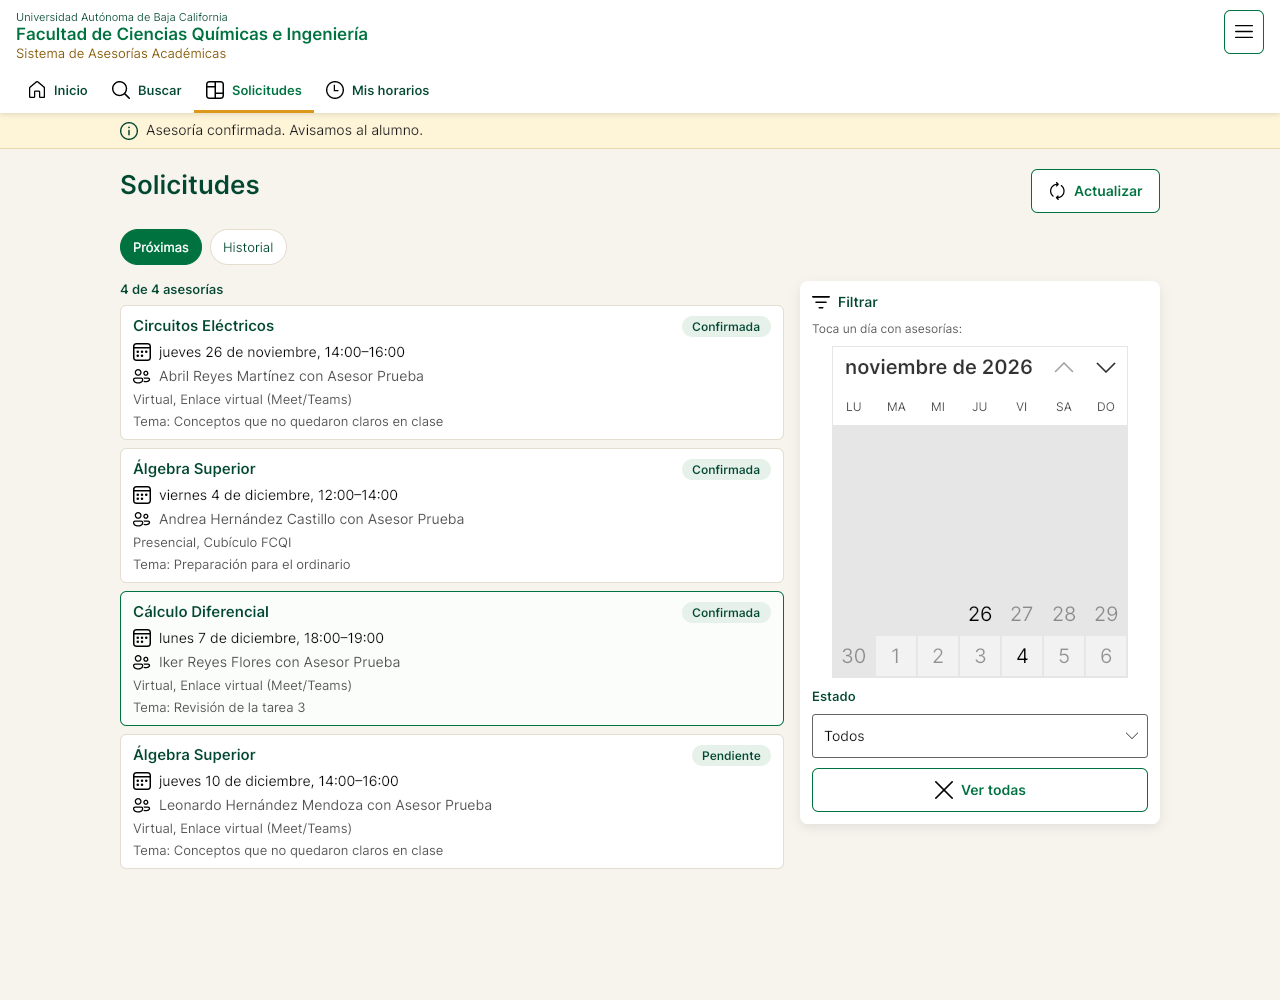 Universidad Autónoma de Baja California
Facultad de Ciencias Químicas e Ingeniería
Sistema de Asesorías Académicas
Inicio
Buscar
Solicitudes
Mis horarios
Asesoría confirmada. Avisamos al alumno.
Solicitudes
Actualizar
Próximas
Historial
4 de 4 asesorías
Circuitos Eléctricos
Confirmada
jueves 26 de noviembre, 14:00–16:00
Abril Reyes Martínez con Asesor Prueba
Virtual, Enlace virtual (Meet/Teams)
Tema: Conceptos que no quedaron claros en clase
Álgebra Superior
Confirmada
viernes 4 de diciembre, 12:00–14:00
Andrea Hernández Castillo con Asesor Prueba
Presencial, Cubículo FCQI
Tema: Preparación para el ordinario
Cálculo Diferencial
Confirmada
lunes 7 de diciembre, 18:00–19:00
Iker Reyes Flores con Asesor Prueba
Virtual, Enlace virtual (Meet/Teams)
Tema: Revisión de la tarea 3
Álgebra Superior
Pendiente
jueves 10 de diciembre, 14:00–16:00
Leonardo Hernández Mendoza con Asesor Prueba
Virtual, Enlace virtual (Meet/Teams)
Tema: Conceptos que no quedaron claros en clase
Filtrar
Toca un día con asesorías:
noviembre de 2026
LU MA MI JU VI SA DO
26 27 28 29
30 1 2 3 4 5 6
Estado
Todos
Ver todas